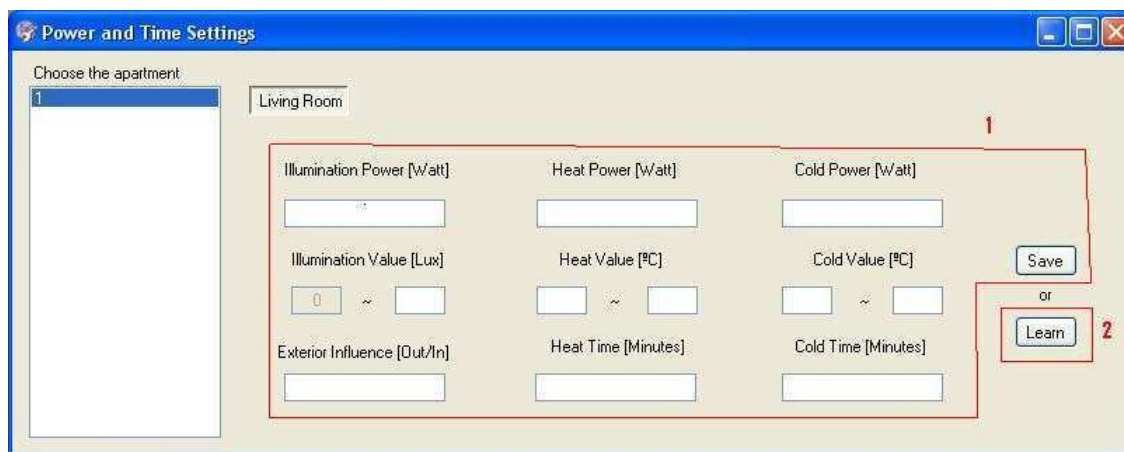 Power and Time Settings
Choose the apartment
1
Living Room
1
Illumination Power [Watt] Heat Power [Watt] Cold Power [Watt]
Illumination Value [Lux] Heat Value [ºC] Cold Value [ºC] Save
0 ~ ~ ~ or
Learn 2
Exterior Influence [Out/In] Heat Time [Minutes] Cold Time [Minutes]